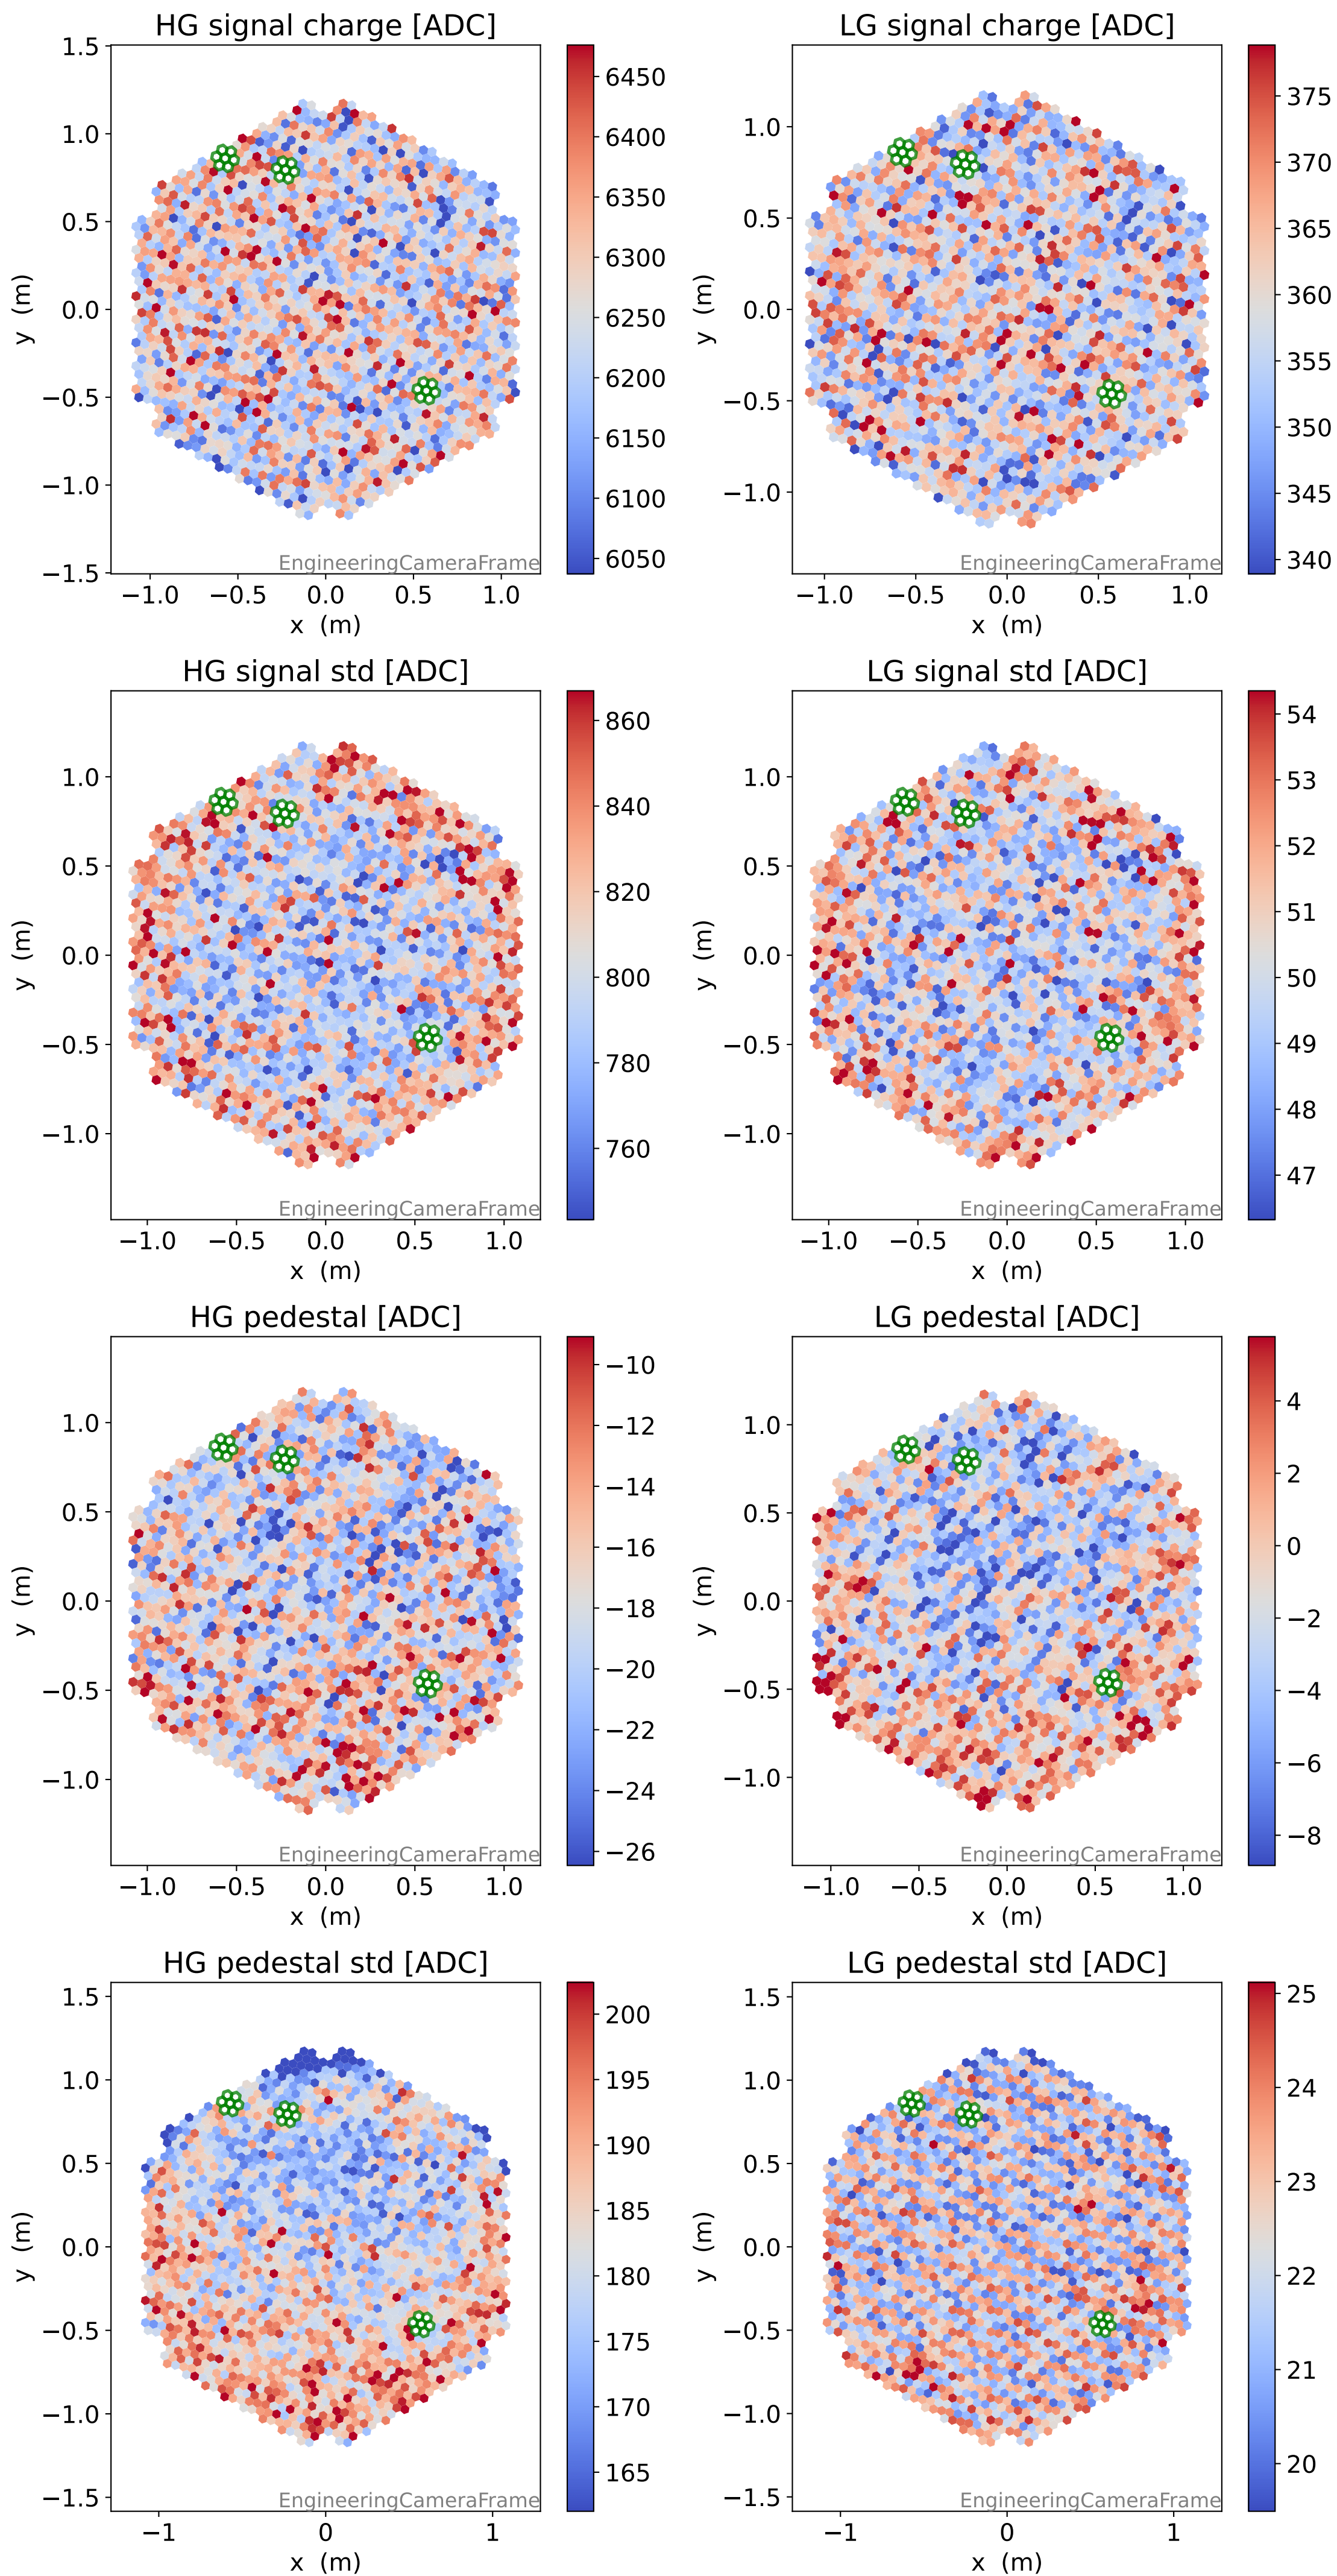 HG signal charge [ADC]
1.5
1.0
0.5
0.0
−0.5
−1.0
−1.5
y (m)
−1.0 −0.5 0.0 0.5 1.0
x (m)
EngineeringCameraFrame
6450
6400
6350
6300
6250
6200
6150
6100
6050
LG signal charge [ADC]
1.0
0.5
0.0
−0.5
−1.0
y (m)
−1.0 −0.5 0.0 0.5 1.0
x (m)
EngineeringCameraFrame
375
370
365
360
355
350
345
340
HG signal std [ADC]
1.0
0.5
0.0
−0.5
−1.0
y (m)
−1.0 −0.5 0.0 0.5 1.0
x (m)
EngineeringCameraFrame
860
840
820
800
780
760
LG signal std [ADC]
1.0
0.5
0.0
−0.5
−1.0
y (m)
−1.0 −0.5 0.0 0.5 1.0
x (m)
EngineeringCameraFrame
54
53
52
51
50
49
48
47
HG pedestal [ADC]
1.0
0.5
0.0
−0.5
−1.0
y (m)
−1.0 −0.5 0.0 0.5 1.0
x (m)
EngineeringCameraFrame
−10
−12
−14
−16
−18
−20
−22
−24
−26
LG pedestal [ADC]
1.0
0.5
0.0
−0.5
−1.0
y (m)
−1.0 −0.5 0.0 0.5 1.0
x (m)
EngineeringCameraFrame
4
2
0
−2
−4
−6
−8
HG pedestal std [ADC]
1.5
1.0
0.5
0.0
−0.5
−1.0
−1.5
y (m)
−1 0 1
x (m)
EngineeringCameraFrame
200
195
190
185
180
175
170
165
LG pedestal std [ADC]
1.5
1.0
0.5
0.0
−0.5
−1.0
−1.5
y (m)
−1 0 1
x (m)
EngineeringCameraFrame
25
24
23
22
21
20